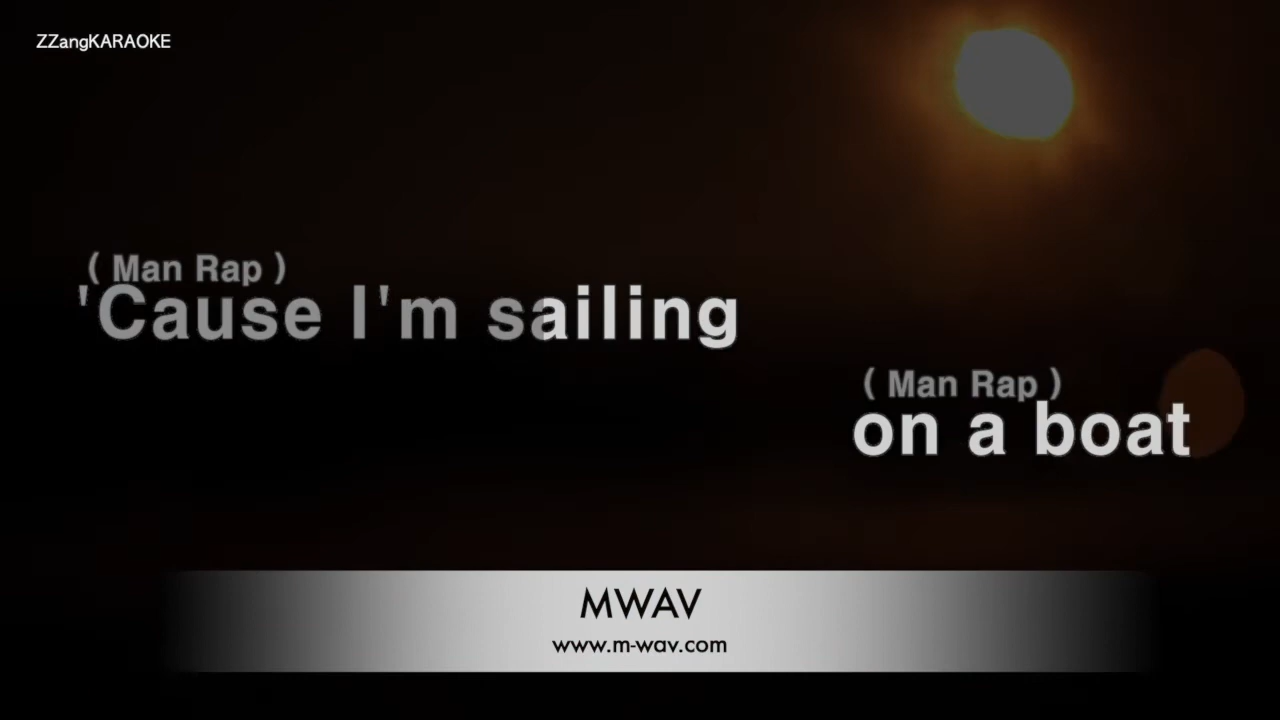 ZZangKARAOKE
( Man Rap )
'Cause I'm sailing
( Man Rap )
on a boat
MWAV
www.m-wav.com